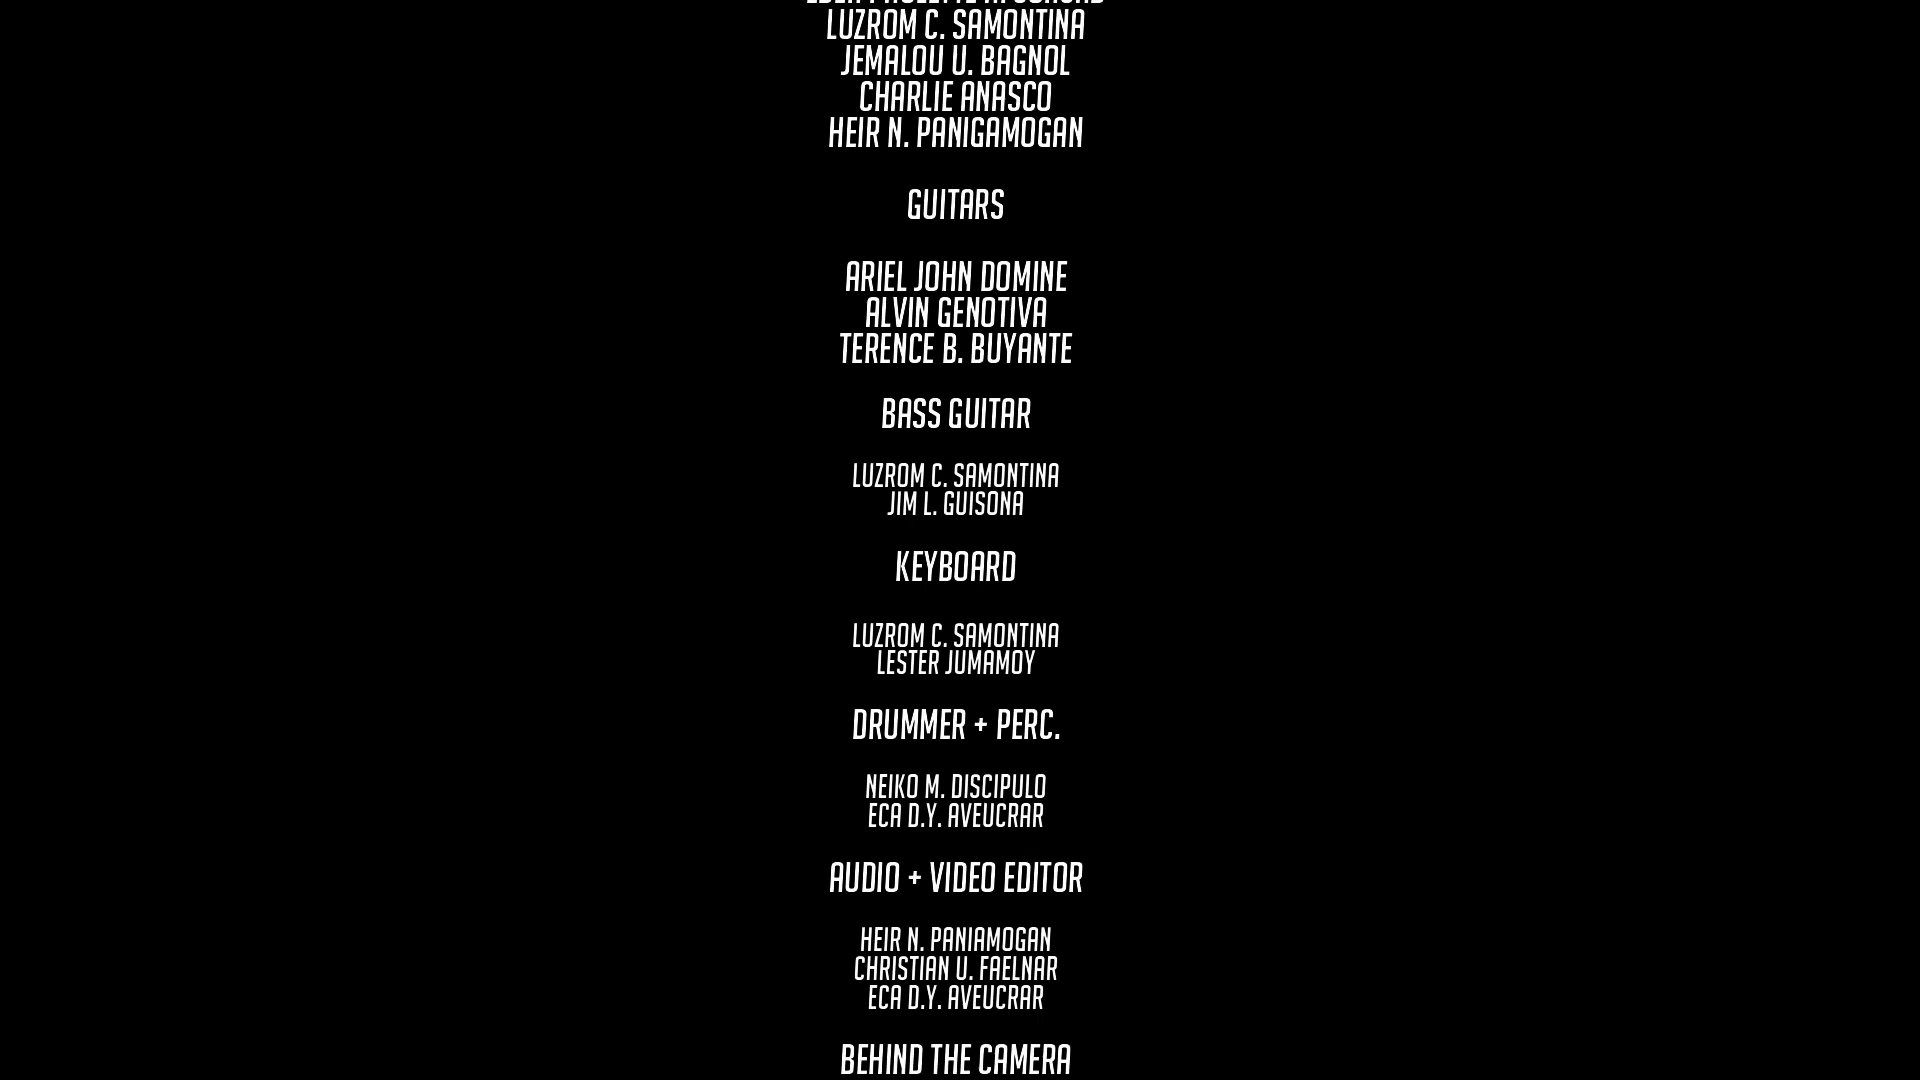 LUZROM C. SAMONTINA
JEMALOU U. BAGNOL
CHARLIE ANASCO
HEIR N. PANIGAMOGAN
GUITARS
ARIEL JOHN DOMINE
ALVIN GENOTIVA
TERENCE B. BUYANTE
BASS GUITAR
LUZROM C. SAMONTINA
JIM L. GUISONA
KEYBOARD
LUZROM C. SAMONTINA
LESTER JUMAMOY
DRUMMER + PERC.
NEIKO M. DISCIPULO
ECA D.Y. AVEUCRAR
AUDIO + VIDEO EDITOR
HEIR N. PANIAMOGAN
CHRISTIAN U. FAELNAR
ECA D.Y. AVEUCRAR
BEHIND THE CAMERA